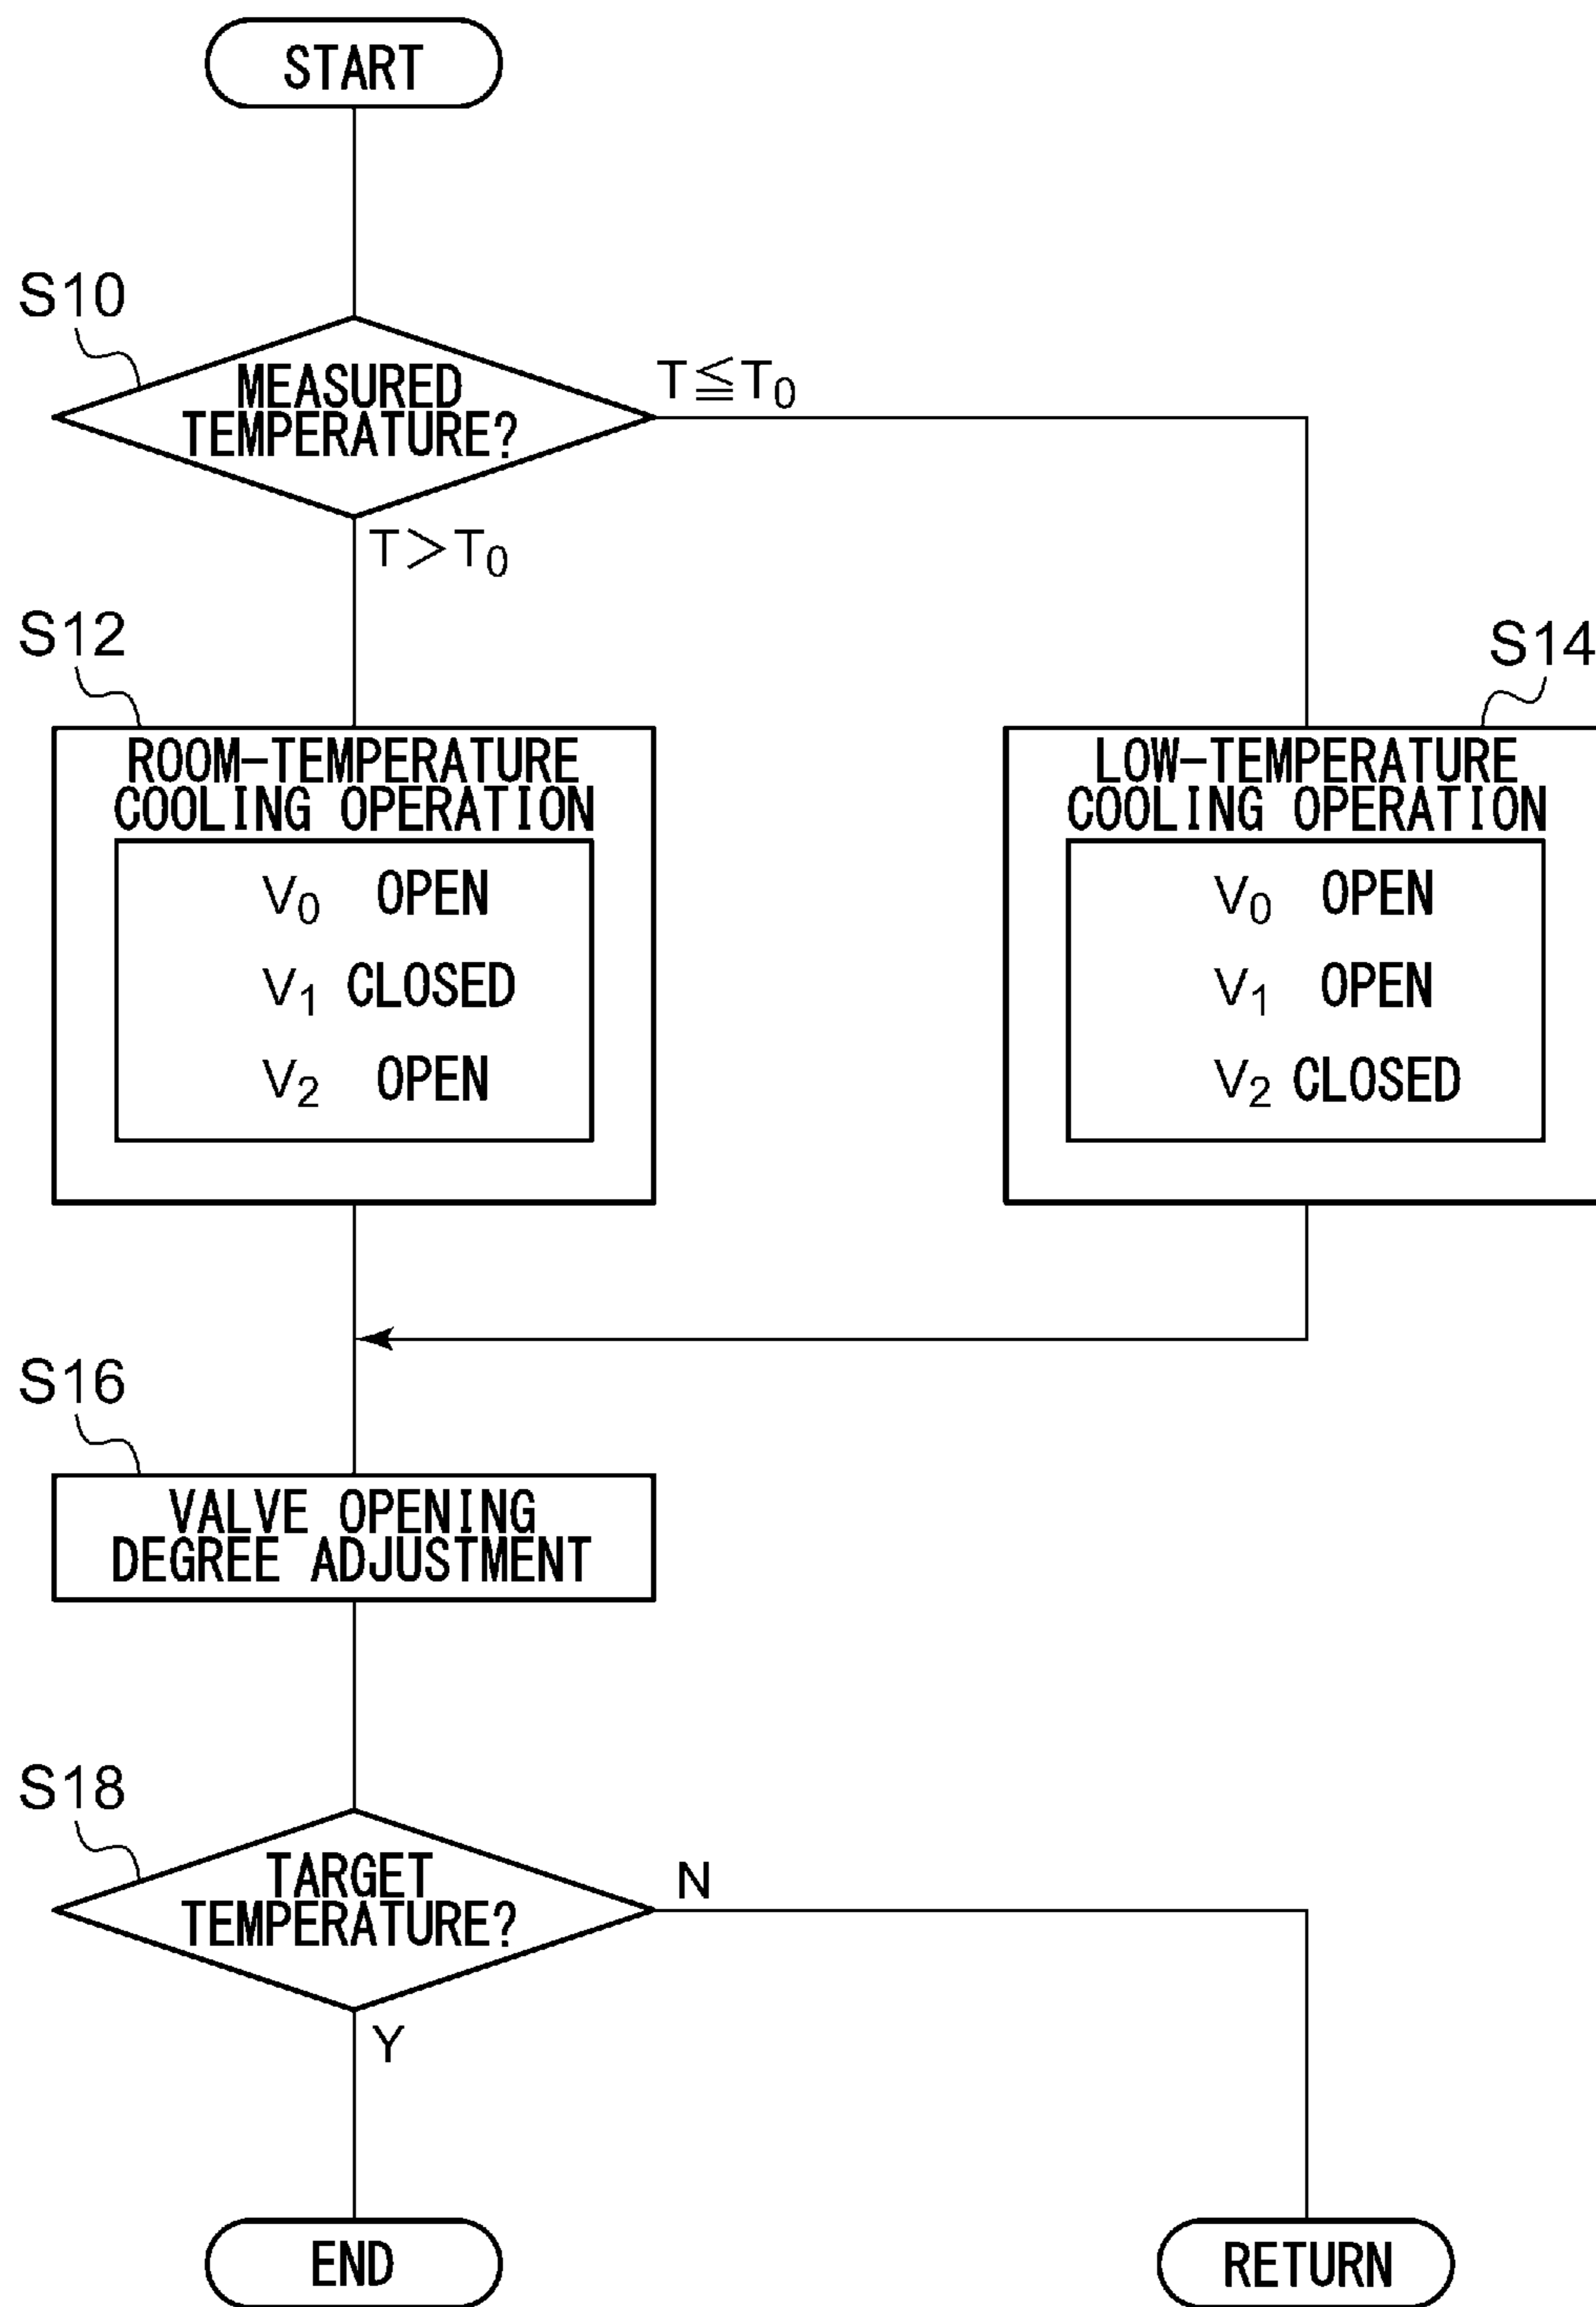 START
S10
MEASURED
TEMPERATURE?
T≦T₀
T>T₀
S12
ROOM-TEMPERATURE
COOLING OPERATION
V₀ OPEN
V₁ CLOSED
V₂ OPEN
S14
LOW-TEMPERATURE
COOLING OPERATION
V₀ OPEN
V₁ OPEN
V₂ CLOSED
S16
VALVE OPENING
DEGREE ADJUSTMENT
S18
TARGET
TEMPERATURE?
N
Y
END
RETURN